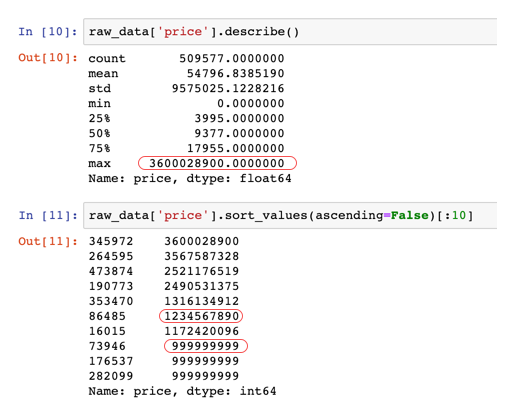 In [10]: raw_data['price'].describe()
Out[10]: count 509577.0000000
mean 54796.8385190
std 9575025.1228216
min 0.0000000
25% 3995.0000000
50% 9377.0000000
75% 17955.0000000
max 3600028900.0000000
Name: price, dtype: float64
In [11]: raw_data['price'].sort_values(ascending=False)[:10]
Out[11]: 345972 3600028900
264595 3567587328
473874 2521176519
190773 2490531375
353470 1316134912
86485 1234567890
16015 1172420096
73946 999999999
176537 999999999
282099 999999999
Name: price, dtype: int64